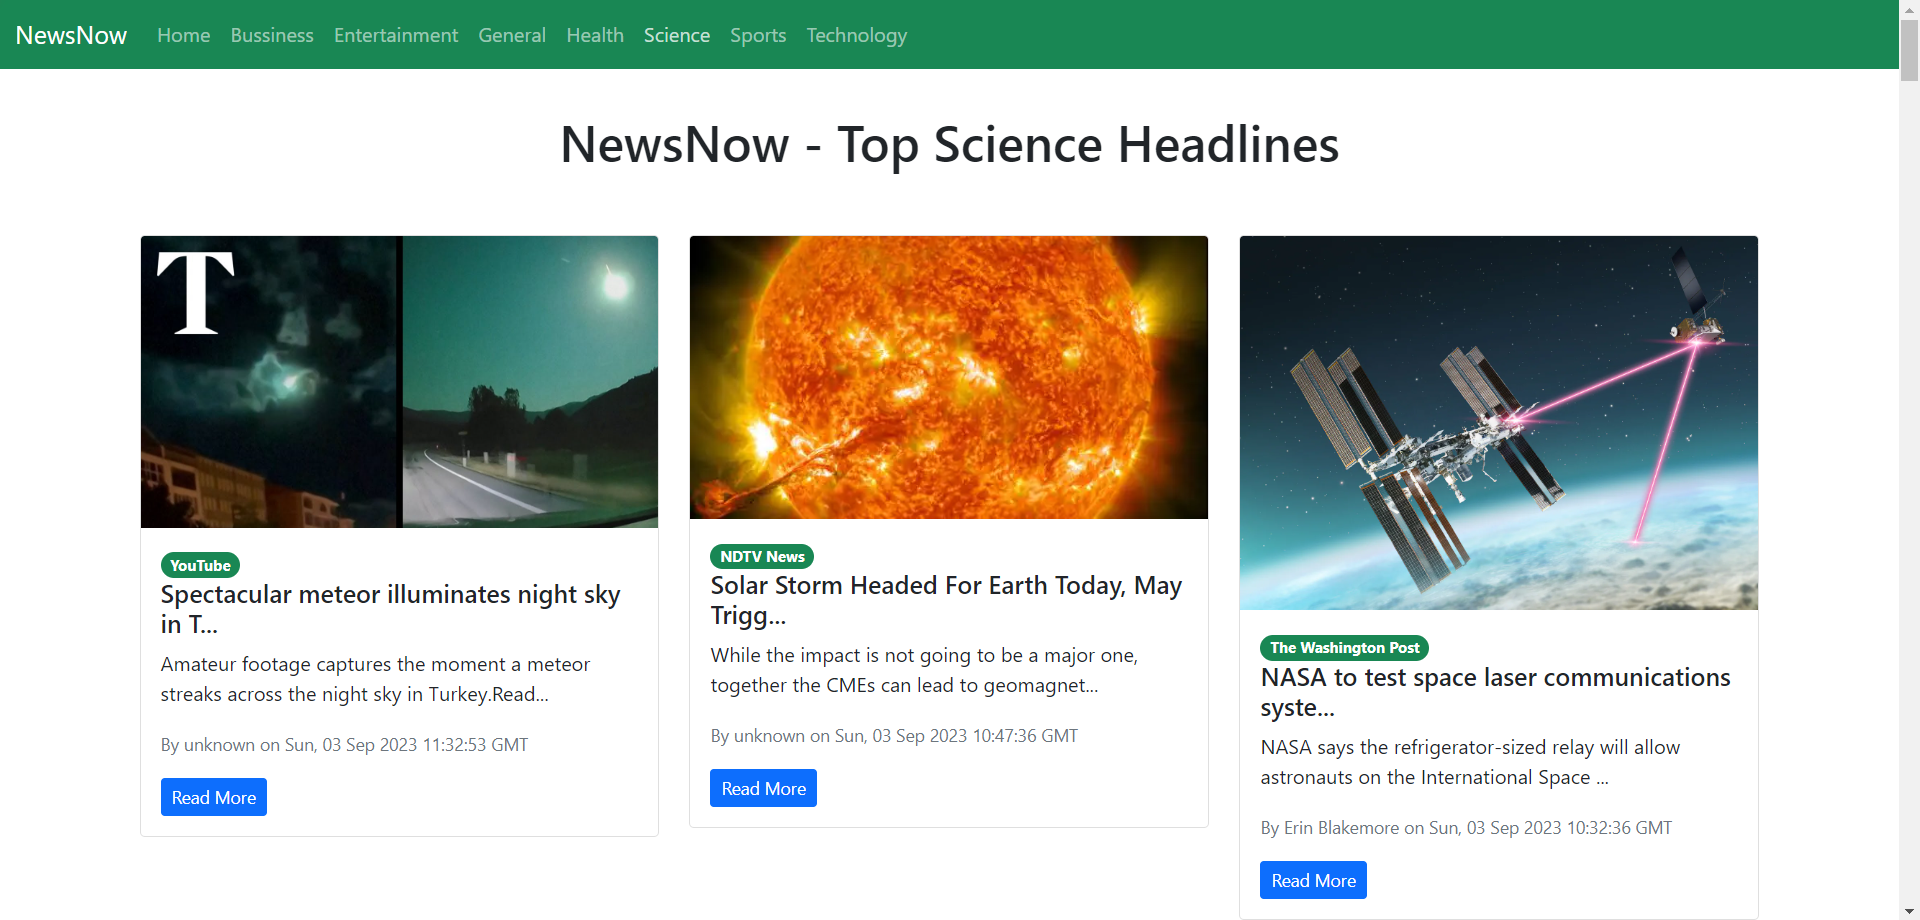 NewsNow Home Bussiness Entertainment General Health Science Sports Technology
NewsNow - Top Science Headlines
T
YouTube
Spectacular meteor illuminates night sky
in T...
Amateur footage captures the moment a meteor
streaks across the night sky in Turkey.Read...
By unknown on Sun, 03 Sep 2023 11:32:53 GMT
Read More
NDTV News
Solar Storm Headed For Earth Today, May
Trigg...
While the impact is not going to be a major one,
together the CMEs can lead to geomagnet...
By unknown on Sun, 03 Sep 2023 10:47:36 GMT
Read More
The Washington Post
NASA to test space laser communications
syste...
NASA says the refrigerator-sized relay will allow
astronauts on the International Space ...
By Erin Blakemore on Sun, 03 Sep 2023 10:32:36 GMT
Read More